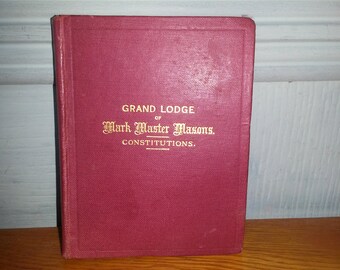 GRAND LODGE
OF
Mark Master Masons.
CONSTITUTIONS.